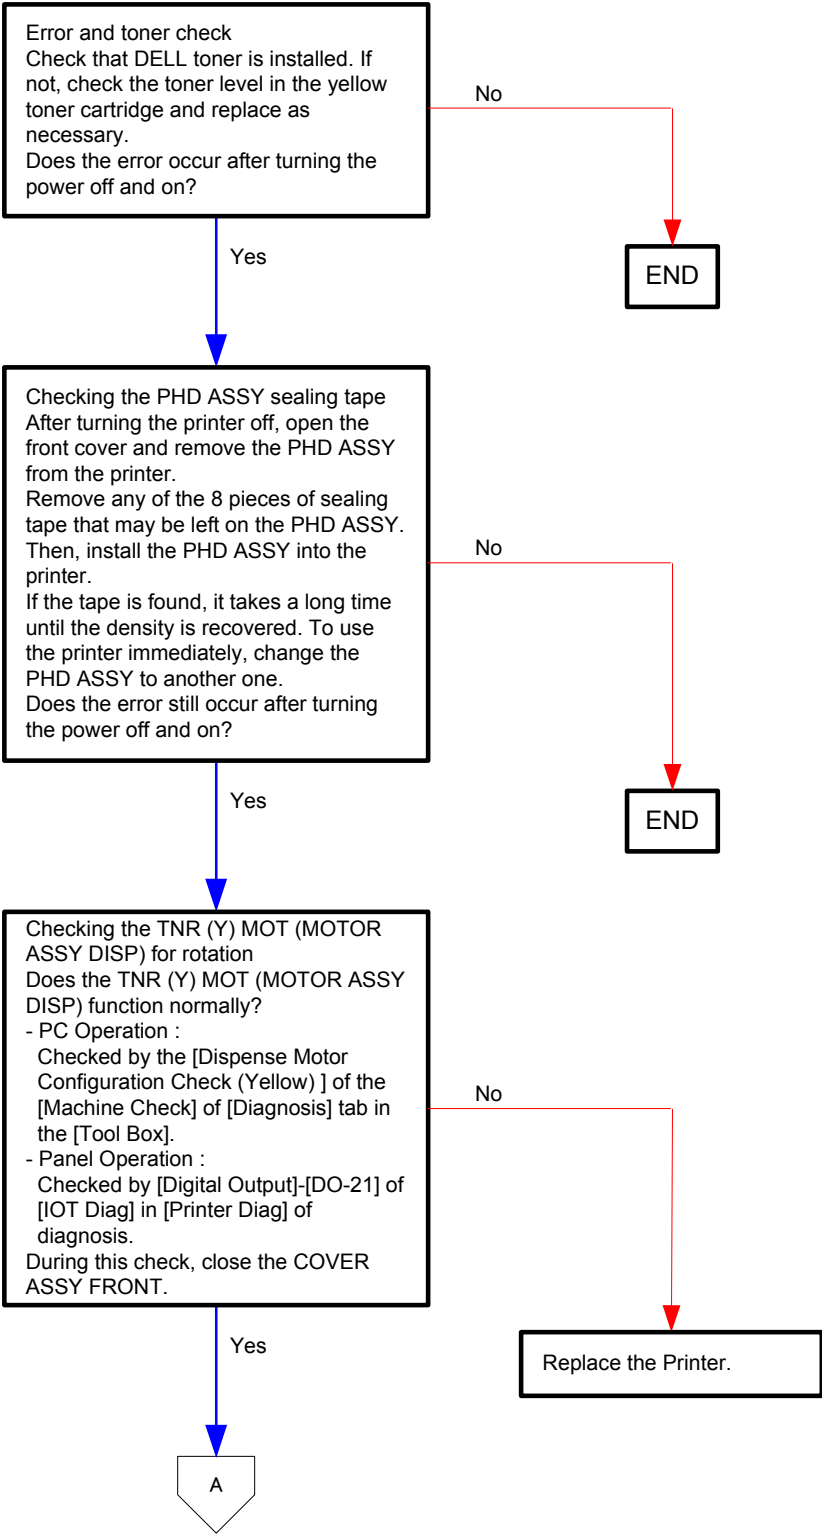 Error and toner check
Check that DELL toner is installed. If
not, check the toner level in the yellow
toner cartridge and replace as
necessary.
Does the error occur after turning the
power off and on?
No
END
Yes
Checking the PHD ASSY sealing tape
After turning the printer off, open the
front cover and remove the PHD ASSY
from the printer.
Remove any of the 8 pieces of sealing
tape that may be left on the PHD ASSY.
Then, install the PHD ASSY into the
printer.
If the tape is found, it takes a long time
until the density is recovered. To use
the printer immediately, change the
PHD ASSY to another one.
Does the error still occur after turning
the power off and on?
No
END
Yes
Checking the TNR (Y) MOT (MOTOR
ASSY DISP) for rotation
Does the TNR (Y) MOT (MOTOR ASSY
DISP) function normally?
- PC Operation :
Checked by the [Dispense Motor
Configuration Check (Yellow) ] of the
[Machine Check] of [Diagnosis] tab in
the [Tool Box].
- Panel Operation :
Checked by [Digital Output]-[DO-21] of
[IOT Diag] in [Printer Diag] of
diagnosis.
During this check, close the COVER
ASSY FRONT.
No
Replace the Printer.
Yes
A